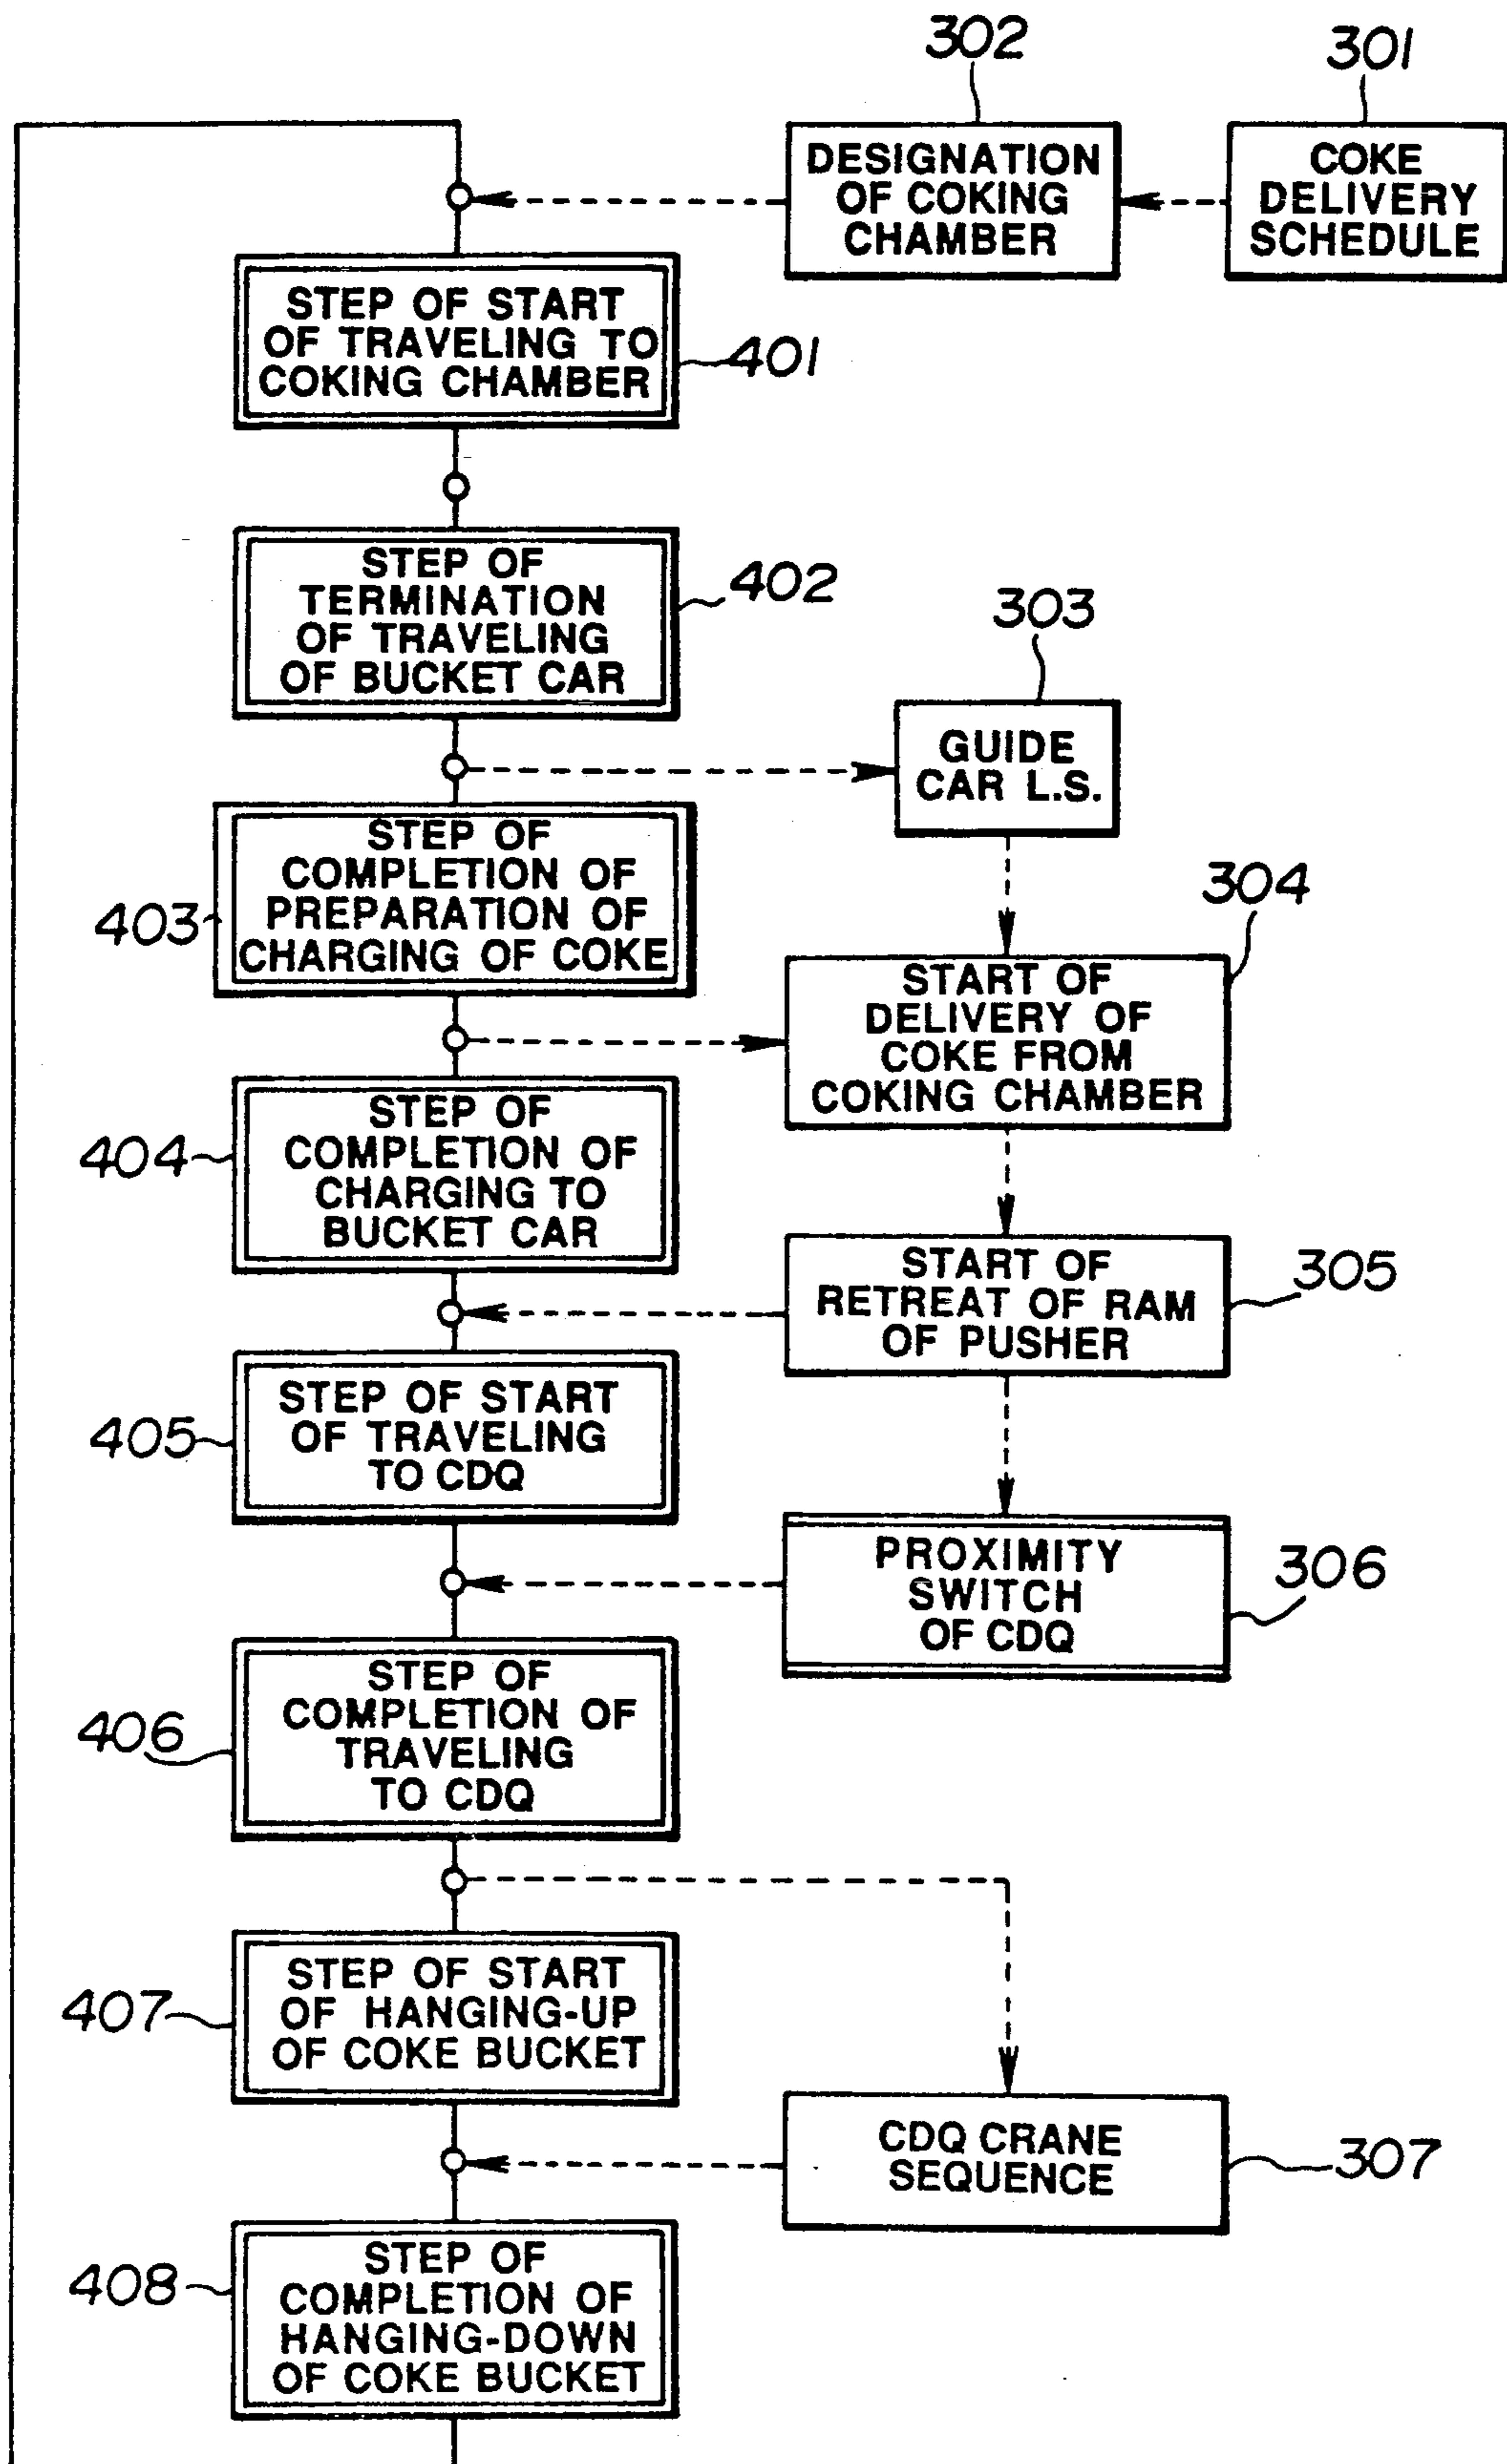 302
301
DESIGNATION
OF COKING
CHAMBER
COKE
DELIVERY
SCHEDULE
STEP OF START
OF TRAVELING TO
COKING CHAMBER
401
STEP OF
TERMINATION
OF TRAVELING
OF BUCKET CAR
402
303
GUIDE
CAR L.S.
STEP OF
COMPLETION OF
PREPARATION OF
CHARGING OF COKE
403
304
START OF
DELIVERY OF
COKE FROM
COKING CHAMBER
STEP OF
COMPLETION OF
CHARGING TO
BUCKET CAR
404
START OF
RETREAT OF RAM
OF PUSHER
305
STEP OF START
OF TRAVELING
TO CDQ
405
PROXIMITY
SWITCH
OF CDQ
306
STEP OF
COMPLETION OF
TRAVELING
TO CDQ
406
STEP OF START
OF HANGING-UP
OF COKE BUCKET
407
CDQ CRANE
SEQUENCE
307
STEP OF
COMPLETION OF
HANGING-DOWN
OF COKE BUCKET
408